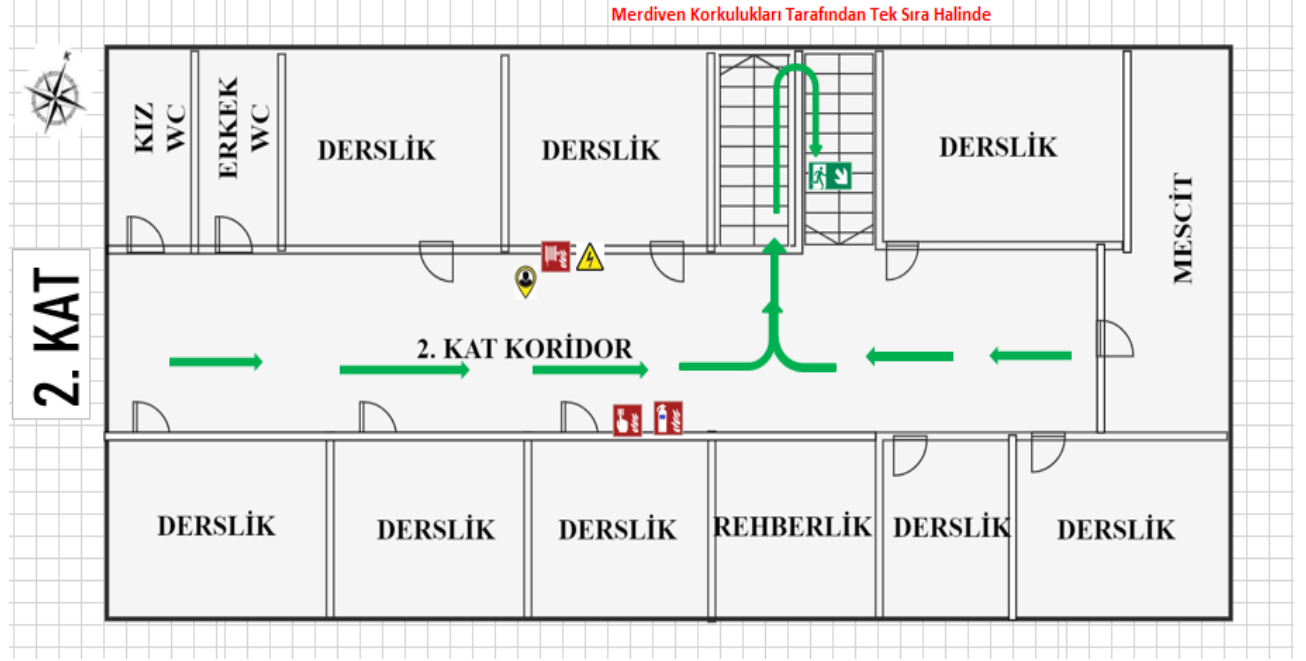 Merdiven Korkulukları Tarafından Tek Sıra Halinde
K
KIZ
WC
ERKEK
WC
DERSLİK
DERSLİK
DERSLİK
MESCİT
2. KAT
2. KAT KORİDOR
DERSLİK
DERSLİK
DERSLİK
REHBERLİK
DERSLİK
DERSLİK